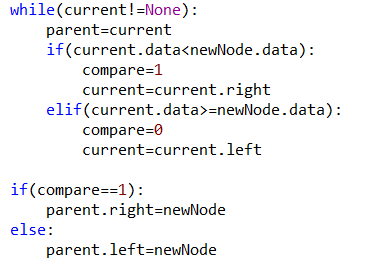 while(current!=None):
    parent=current
    if(current.data<newNode.data):
        compare=1
        current=current.right
    elif(current.data>=newNode.data):
        compare=0
        current=current.left

if(compare==1):
    parent.right=newNode
else:
    parent.left=newNode